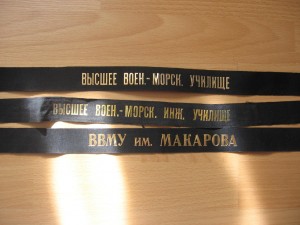 ВЫСШЕЕ ВОЕН.-МОРСК. УЧИЛИЩЕ
ВЫСШЕЕ ВОЕН.-МОРСК. ИНЖ. УЧИЛИЩЕ
ВВМУ им. МАКАРОВА